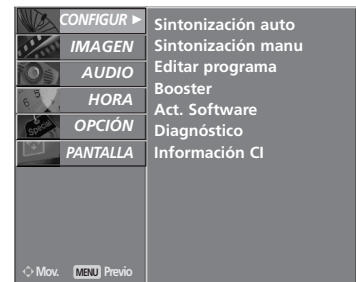 CONFIGUR ►
IMAGEN
AUDIO
HORA
OPCIÓN
PANTALLA
Mov. MENU Previo
Sintonización auto
Sintonización manu
Editar programa
Booster
Act. Software
Diagnóstico
Información CI